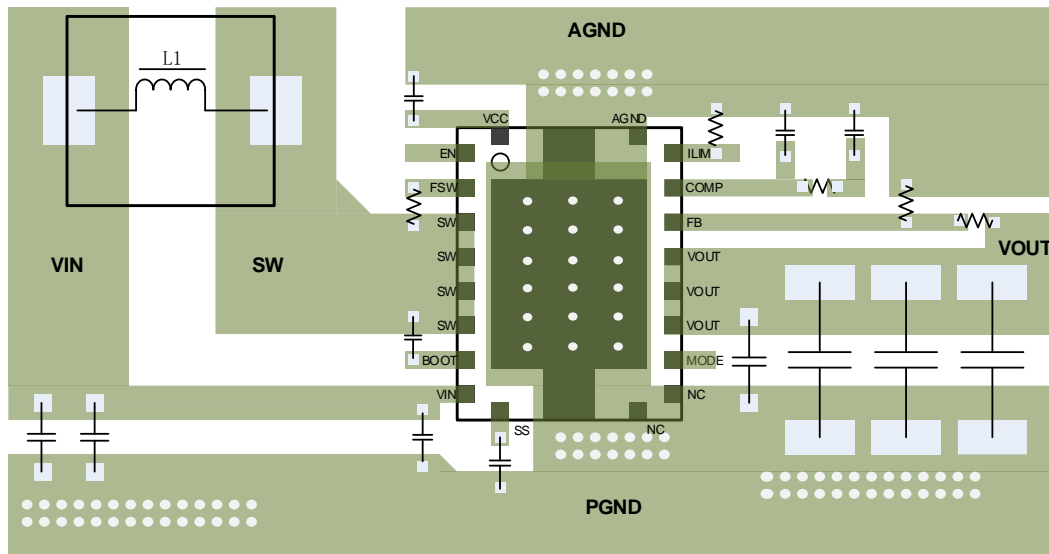 AGND
L1
VCC
AGND
EN
ILIM
FSW
COMP
SW
FB
VIN
SW
SW
VOUT
VOUT
SW
VOUT
SW
VOUT
BOOT
MODE
VIN
NC
SS
NC
PGND